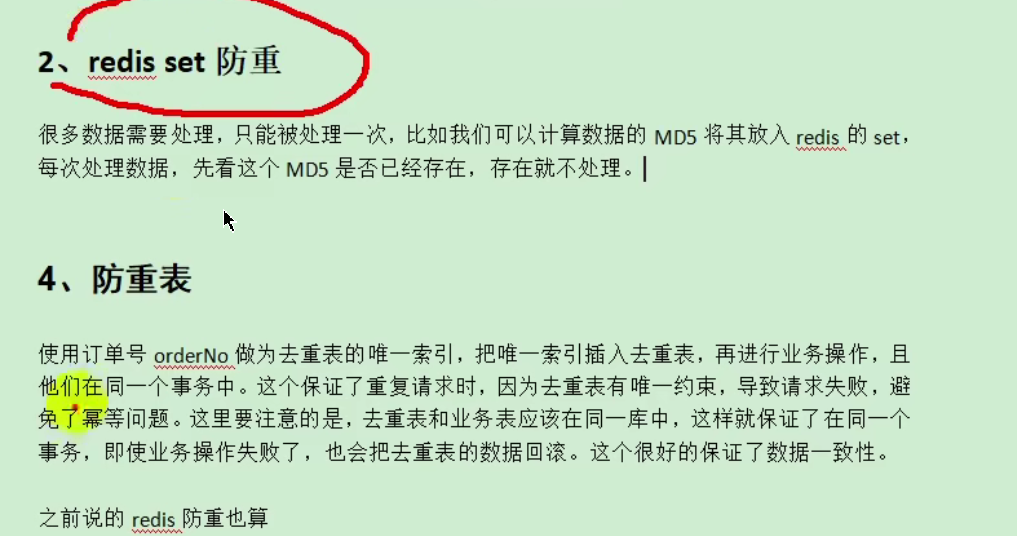 2、redis set 防重
很多数据需要处理，只能被处理一次，比如我们可以计算数据的 MD5 将其放入 redis 的 set，
每次处理数据，先看这个 MD5 是否已经存在，存在就不处理。
4、防重表
使用订单号 orderNo 做为去重表的唯一索引，把唯一索引插入去重表，再进行业务操作，且
他们在同一个事务中。这个保证了重复请求时，因为去重表有唯一约束，导致请求失败，避
免了幂等问题。这里要注意的是，去重表和业务表应该在同一库中，这样就保证了在同一个
事务，即使业务操作失败了，也会把去重表的数据回滚。这个很好的保证了数据一致性。
之前说的 redis 防重也算